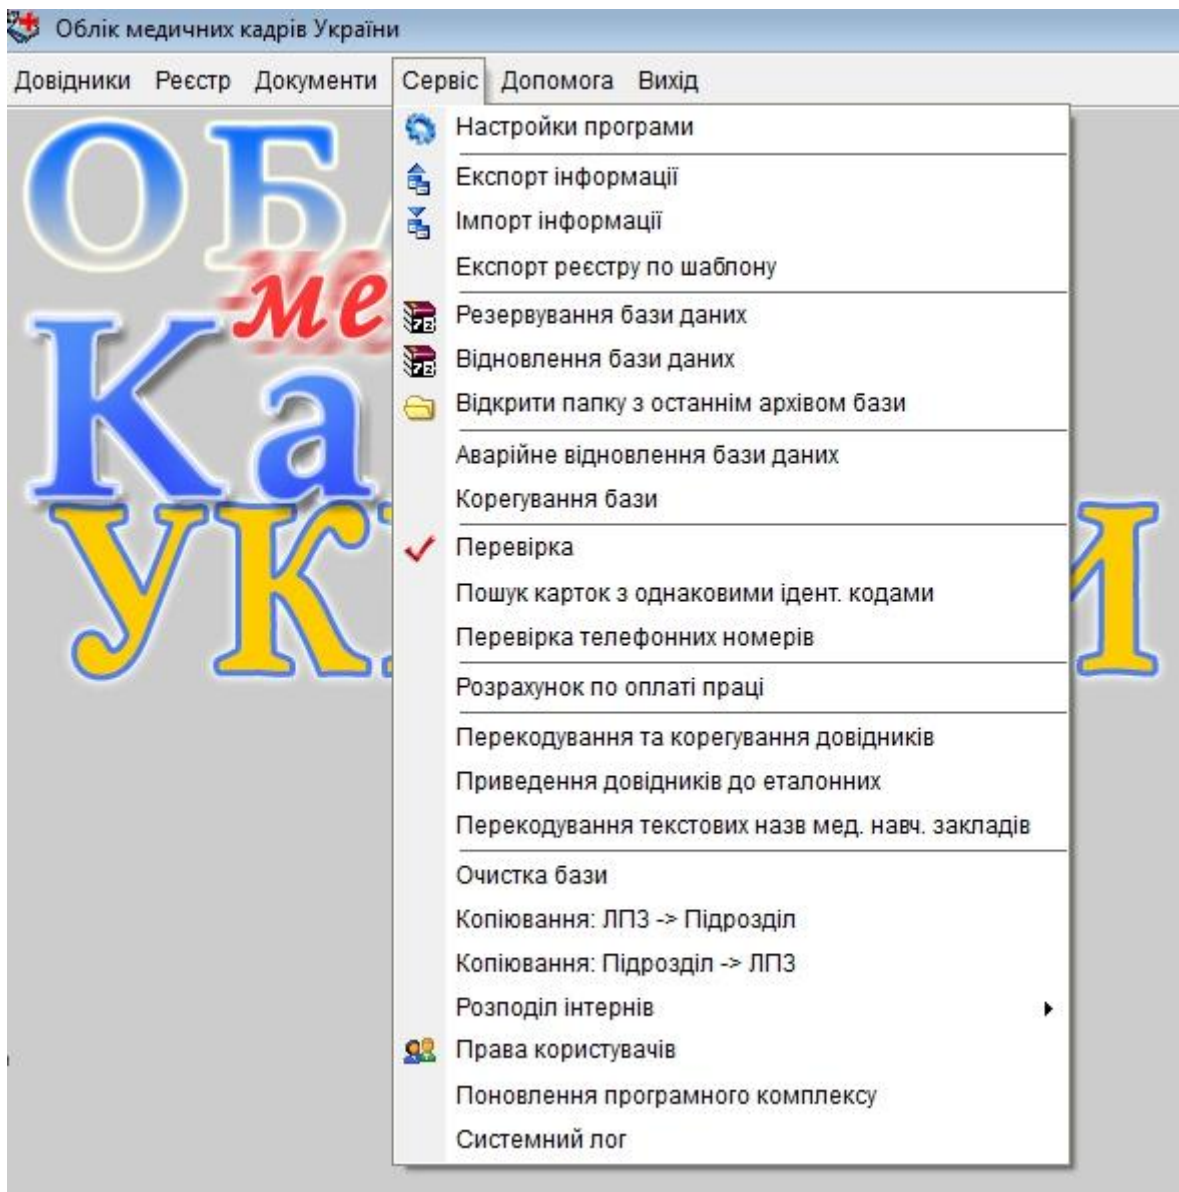 Облік медичних кадрів України
Довідники Реєстр Документи Сервіс Допомога Вихід
Настройки програми
Експорт інформації
Імпорт інформації
Експорт реєстру по шаблону
Резервування бази даних
Відновлення бази даних
Відкрити папку з останнім архівом бази
Аварійне відновлення бази даних
Корегування бази
Перевірка
Пошук карток з однаковими ідент. кодами
Перевірка телефонних номерів
Розрахунок по оплаті праці
Перекодування та корегування довідників
Приведення довідників до еталонних
Перекодування текстових назв мед. навч. закладів
Очистка бази
Копіювання: ЛПЗ -> Підрозділ
Копіювання: Підрозділ -> ЛПЗ
Розподіл інтернів
Права користувачів
Поновлення програмного комплексу
Системний лог